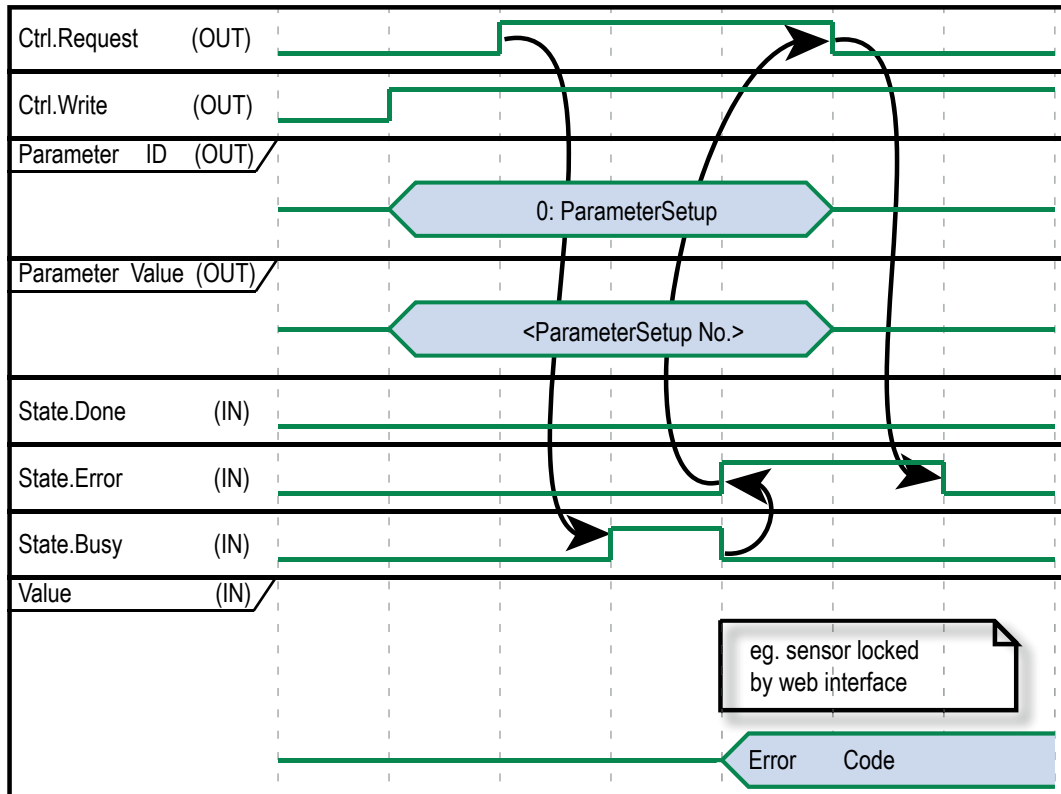 Ctrl.Request (OUT)
Ctrl.Write (OUT)
Parameter ID (OUT)
0: ParameterSetup
Parameter Value (OUT)
<ParameterSetup No.>
State.Done (IN)
State.Error (IN)
State.Busy (IN)
Value (IN)
eg. sensor locked
by web interface
Error Code